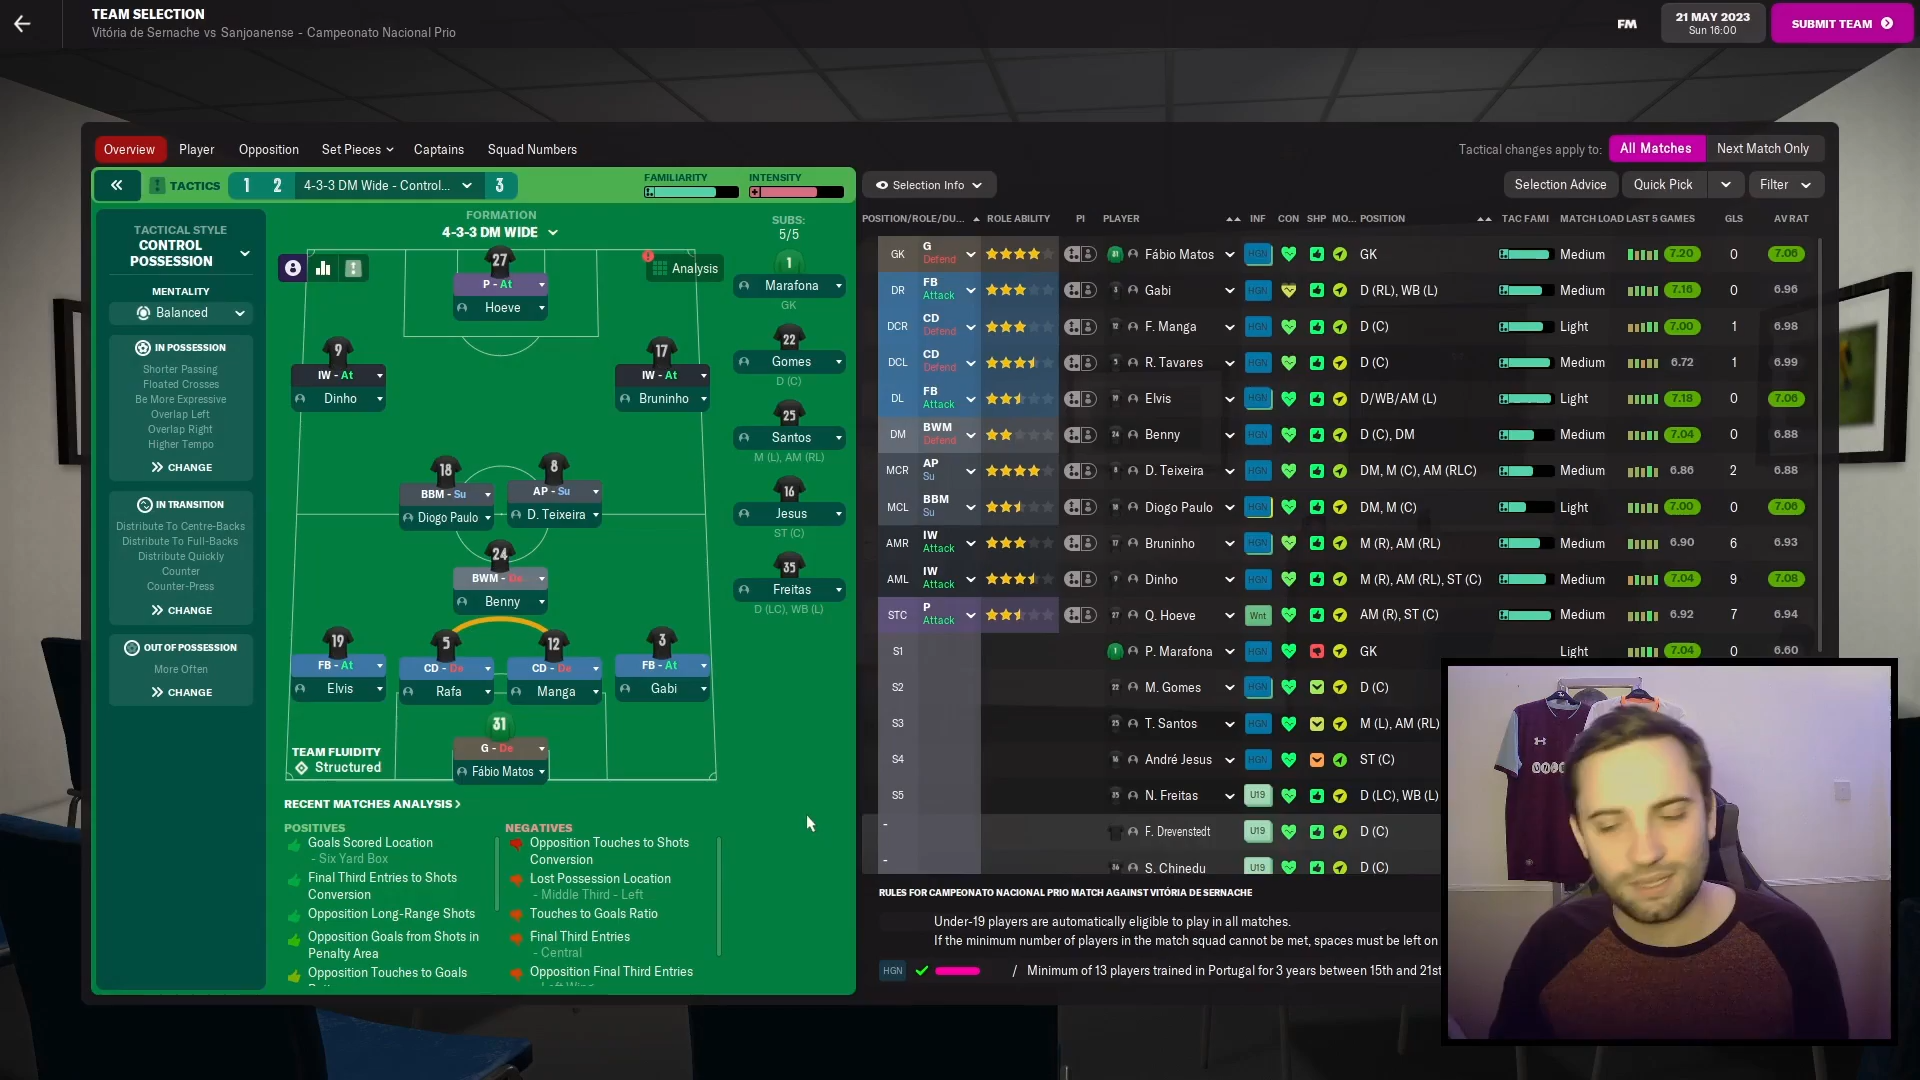 TEAM SELECTION
Vitória de Sernache vs Sanjoanense - Campeonato Nacional Prio
FM
21 MAY 2023
Sun 16:00
SUBMIT TEAM
Overview
Player
Opposition
Set Pieces
Captains
Squad Numbers
Tactical changes apply to:
All Matches
Next Match Only
TACTICS
1
2
4-3-3 DM Wide - Control...
3
FAMILIARITY
INTENSITY
TACTICAL STYLE
CONTROL
POSSESSION
MENTALITY
Balanced
IN POSSESSION
Shorter Passing
Floated Crosses
Be More Expressive
Overlap Left
Overlap Right
Higher Tempo
CHANGE
IN TRANSITION
Distribute To Centre-Backs
Distribute To Full-Backs
Distribute Quickly
Counter
Counter-Press
CHANGE
OUT OF POSSESSION
More Often
CHANGE
FORMATION
4-3-3 DM WIDE
Analysis
27
P - At
Hoeve
9
IW - At
Dinho
17
IW - At
Bruninho
18
BBM - Su
Diogo Paulo
8
AP - Su
D. Teixeira
24
BWM - De
Benny
19
FB - At
Elvis
5
CD - De
Rafa
12
CD - De
Manga
3
FB - At
Gabi
31
G - De
Fábio Matos
TEAM FLUIDITY
Structured
SUBS:
5/5
1
Marafona
GK
22
Gomes
D (C)
25
Santos
M (L), AM (RL)
16
Jesus
ST (C)
35
Freitas
D (LC), WB (L)
RECENT MATCHES ANALYSIS
POSITIVES
Goals Scored Location
- Six Yard Box
Final Third Entries to Shots
Conversion
Opposition Long-Range Shots
Opposition Goals from Shots in
Penalty Area
Opposition Touches to Goals
NEGATIVES
Opposition Touches to Shots
Conversion
Lost Possession Location
- Middle Third - Left
Touches to Goals Ratio
Final Third Entries
- Central
Opposition Final Third Entries
Selection Info
Selection Advice
Quick Pick
Filter
POSITION/ROLE/DU... ROLE ABILITY PI PLAYER INF CON SHP MO... POSITION TAC FAMI MATCH LOAD LAST 5 GAMES GLS AV RAT
GK G Defend Fábio Matos HGN GK Medium 7.20 0 7.06
DR FB Attack Gabi HGN D (RL), WB (L) Medium 7.16 0 6.96
DCR CD Defend F. Manga HGN D (C) Light 7.00 1 6.98
DCL CD Defend R. Tavares HGN D (C) Medium 6.72 1 6.99
DL FB Attack Elvis HGN D/WB/AM (L) Light 7.18 0 7.06
DM BWM Defend Benny HGN D (C), DM Medium 7.04 0 6.88
MCR AP Su D. Teixeira HGN DM, M (C), AM (RLC) Medium 6.86 2 6.88
MCL BBM Su Diogo Paulo HGN DM, M (C) Light 7.00 0 7.06
AMR IW Attack Bruninho HGN M (R), AM (RL) Medium 6.90 6 6.93
AML IW Attack Dinho HGN M (R), AM (RL), ST (C) Medium 7.04 9 7.08
STC P Attack Q. Hoeve Wnt AM (R), ST (C) Medium 6.92 7 6.94
S1 P. Marafona HGN GK Light 7.04 0 6.60
S2 M. Gomes HGN D (C)
S3 T. Santos HGN M (L), AM (RL)
S4 André Jesus HGN ST (C)
S5 N. Freitas U19 D (LC), WB (L)
- F. Drevenstedt U19 D (C)
- S. Chinedu U19 D (C)
RULES FOR CAMPEONATO NACIONAL PRIO MATCH AGAINST VITÓRIA DE SERNACHE
Under-19 players are automatically eligible to play in all matches.
If the minimum number of players in the match squad cannot be met, spaces must be left on
HGN / Minimum of 13 players trained in Portugal for 3 years between 15th and 21st